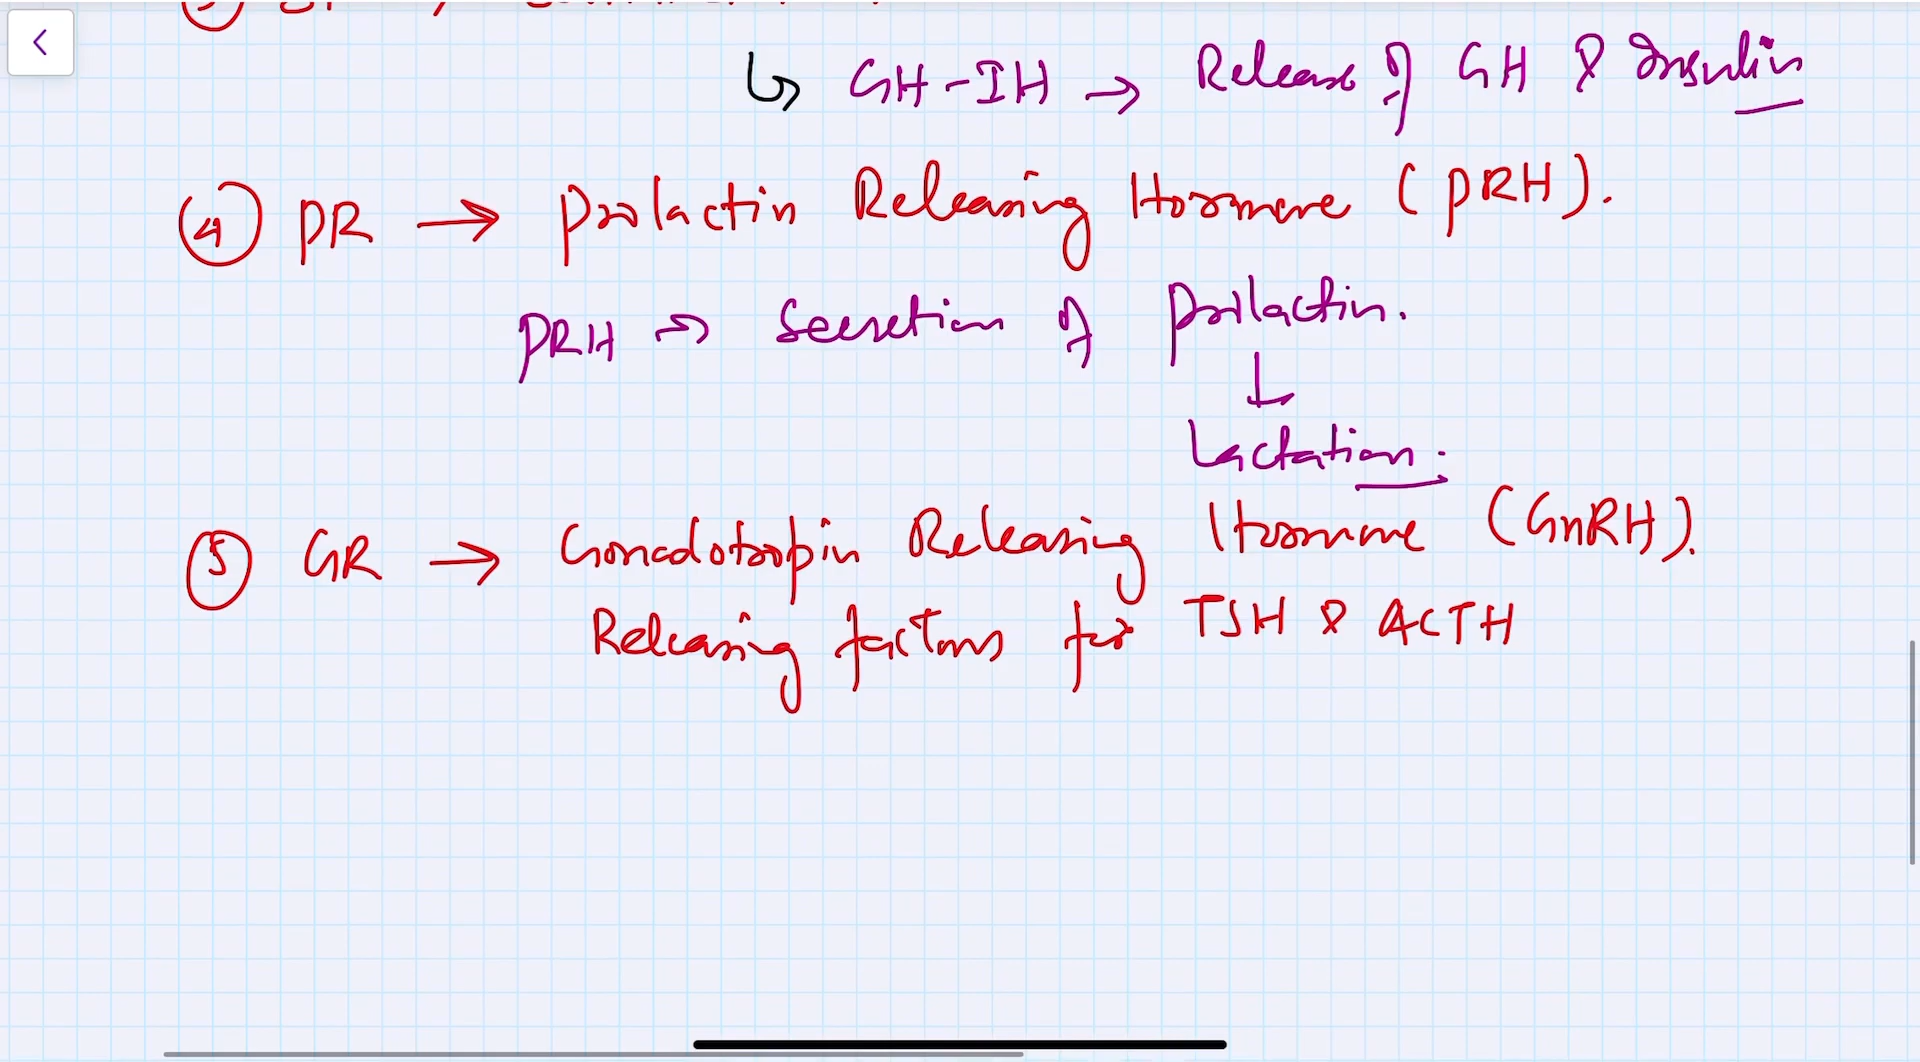 ↳ GH-IH → Release of GH & Insulin
④ PR → Prolactin Releasing Hormone (PRH).
PRH → Secretion of Prolactin.
↓
Lactation.
⑤ GR → Gonadotropin Releasing Hormone (GnRH).
Releasing factors for TSH & ACTH